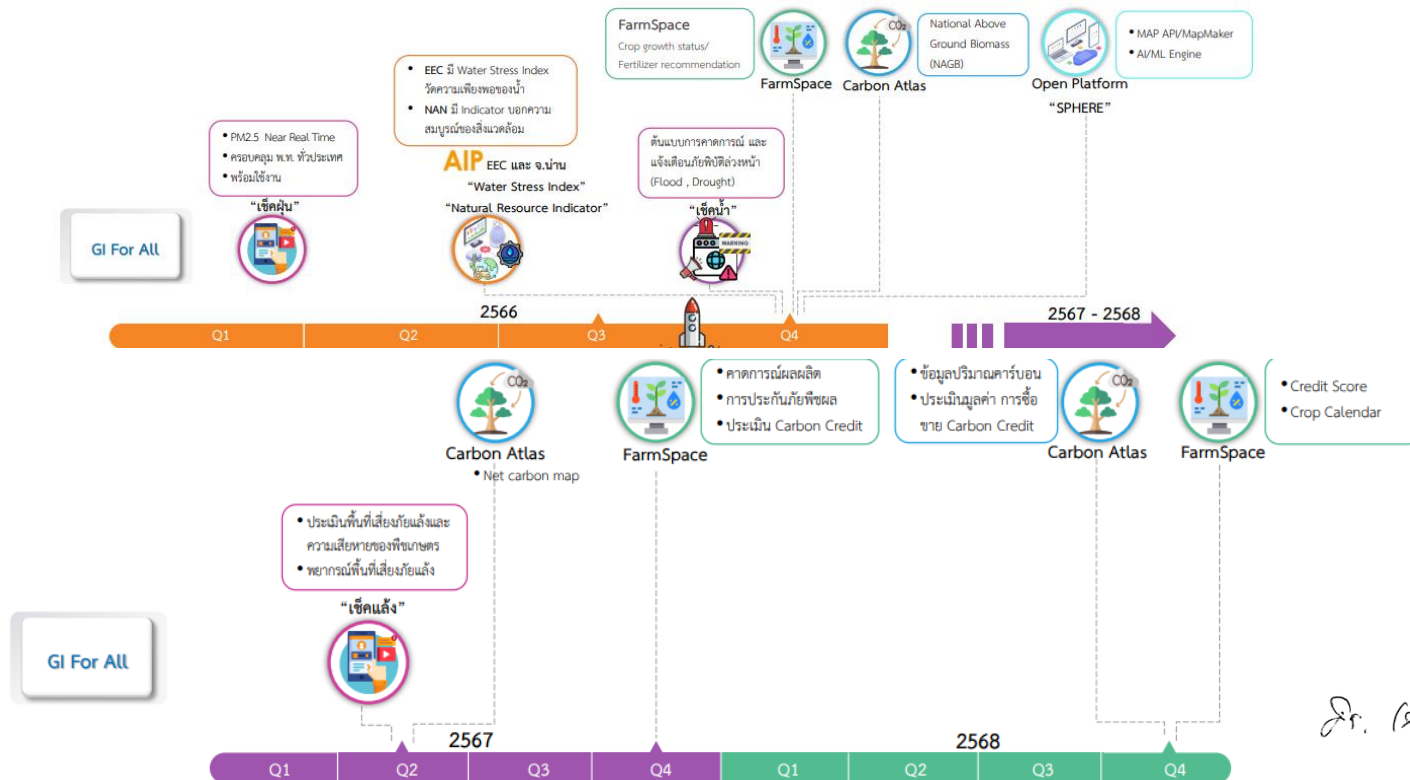 FarmSpace
Crop growth status/
Fertilizer recommendation
FarmSpace
CO₂
Carbon Atlas
National Above
Ground Biomass
(NAGB)
Open Platform
“SPHERE”
• MAP API/MapMaker
• AI/ML Engine
• EEC มี Water Stress Index
วัดความเพียงพอของน้ำ
• NAN มี Indicator บอกความ
สมบูรณ์ของสิ่งแวดล้อม
AIP EEC และ จ.น่าน
“Water Stress Index”
“Natural Resource Indicator”
• PM2.5 Near Real Time
• ครอบคลุม พ.ท. ทั่วประเทศ
• พร้อมใช้งาน
“เช็คฝุ่น”
ต้นแบบการคาดการณ์ และ
แจ้งเตือนภัยพิบัติล่วงหน้า
(Flood , Drought)
“เช็คน้ำ”
WARNING
GI For All
2566
2567 - 2568
Q1
Q2
Q3
Q4
CO₂
Carbon Atlas
• Net carbon map
FarmSpace
• คาดการณ์ผลผลิต
• การประกันภัยพืชผล
• ประเมิน Carbon Credit
• ข้อมูลปริมาณคาร์บอน
• ประเมินมูลค่า การซื้อ
ขาย Carbon Credit
CO₂
Carbon Atlas
FarmSpace
• Credit Score
• Crop Calendar
• ประเมินพื้นที่เสี่ยงภัยแล้งและ
ความเสียหายของพืชเกษตร
• พยากรณ์พื้นที่เสี่ยงภัยแล้ง
“เช็คแล้ง”
GI For All
2567
2568
Q1
Q2
Q3
Q4
Q1
Q2
Q3
Q4